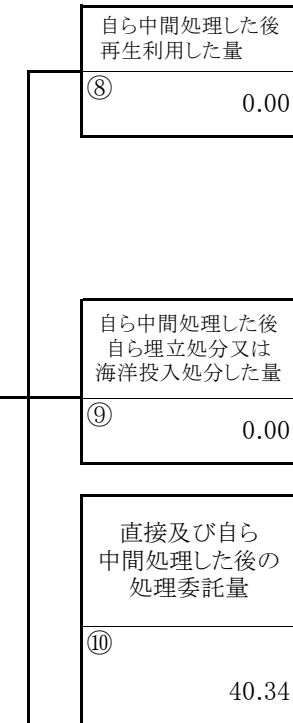 自ら中間処理した後
再生利用した量
⑧
0.00
自ら中間処理した後
自ら埋立処分又は
海洋投入処分した量
⑨
0.00
直接及び自ら
中間処理した後の
処理委託量
⑩
40.34